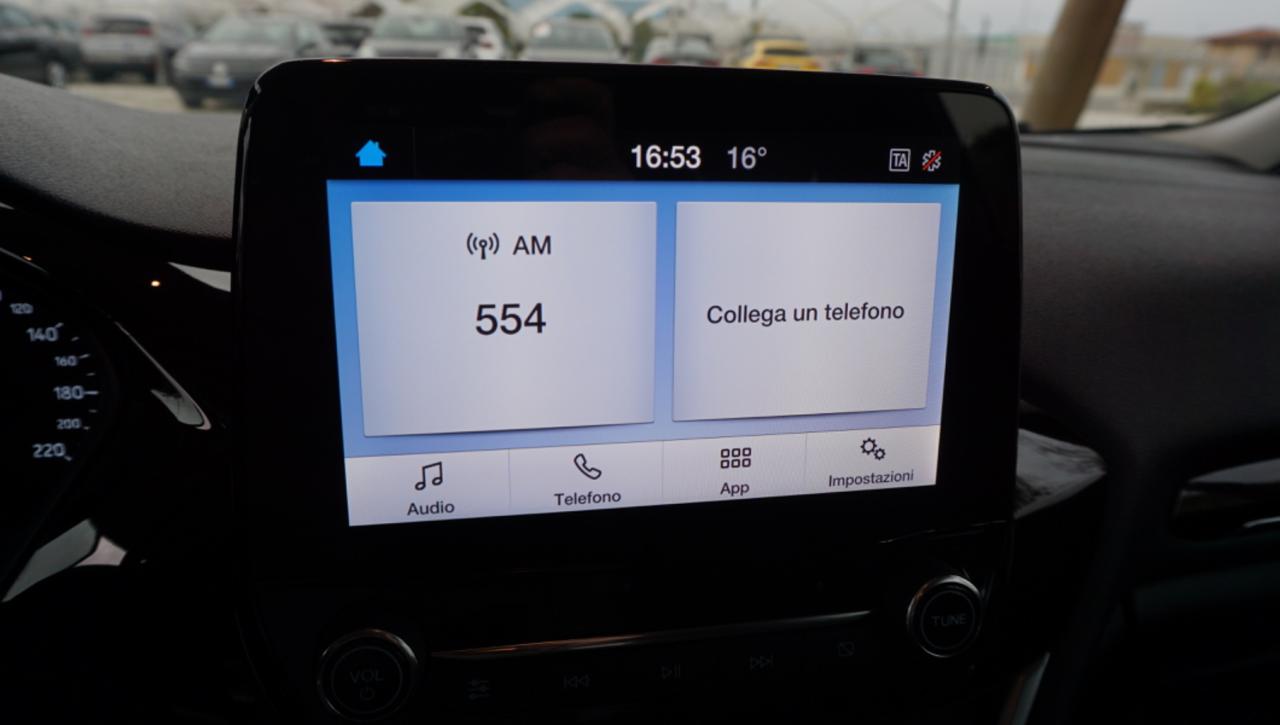 16:53 16° TA
AM
554
Collega un telefono
Audio
Telefono
App
Impostazioni
120
140
160
180
200
220
VOL
TUNE